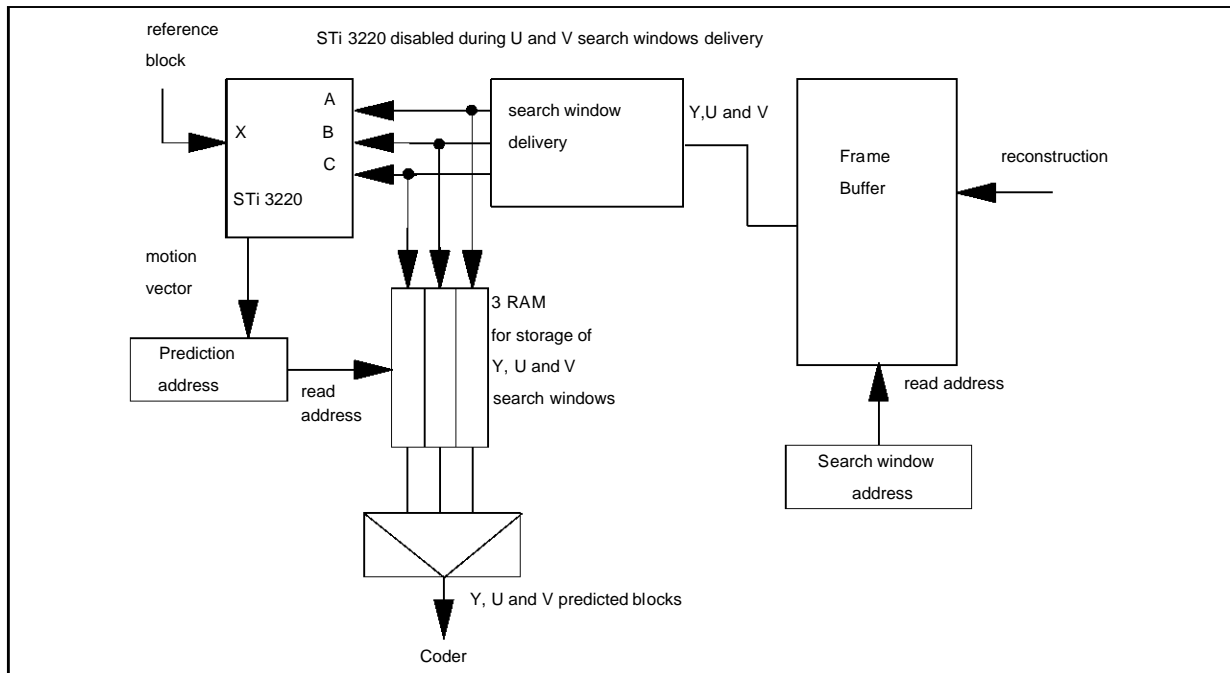 reference
block
STi 3220 disabled during U and V search windows delivery
A
B
C
X
STi 3220
search window
delivery
Y,U and V
Frame
Buffer
reconstruction
motion
vector
3 RAM
for storage of
Y, U and V
search windows
Prediction
address
read
address
read address
Search window
address
Y, U and V predicted blocks
Coder